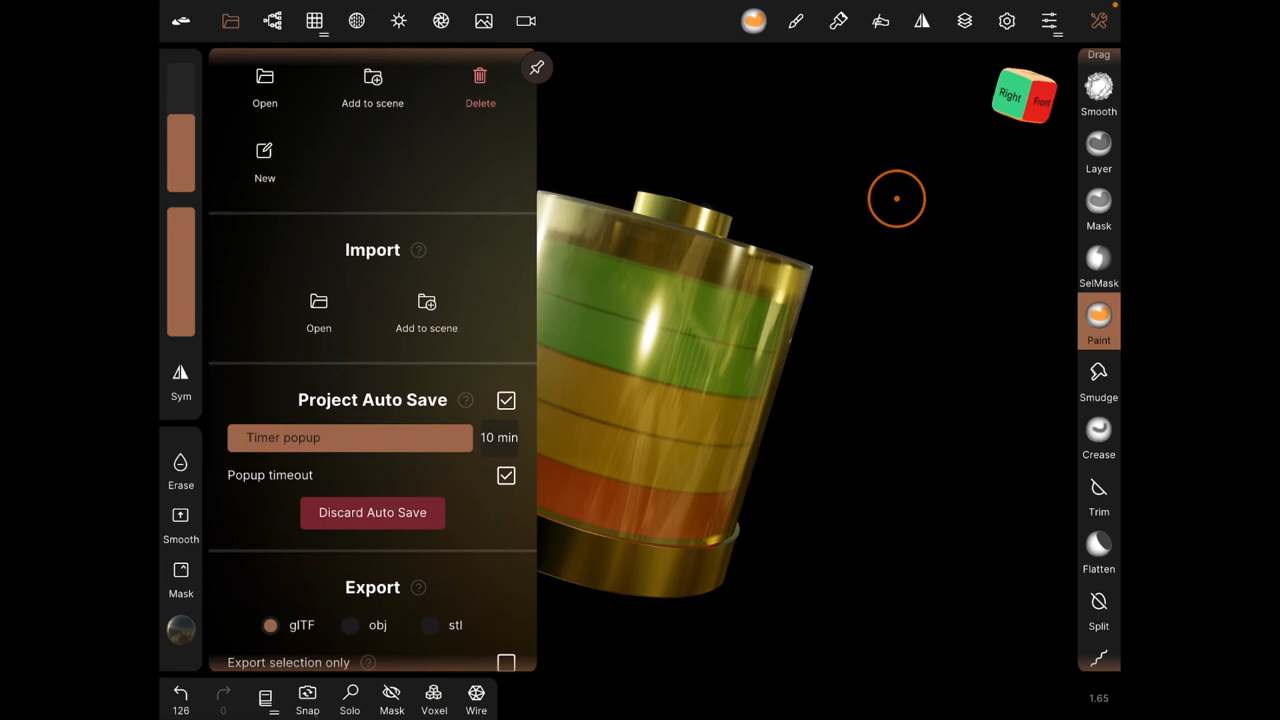 Open
Add to scene
Delete
New
Import
Open
Add to scene
Project Auto Save
Timer popup
10 min
Popup timeout
Discard Auto Save
Export
glTF
obj
stl
Export selection only
Sym
Erase
Smooth
Mask
126
0
Snap
Solo
Mask
Voxel
Wire
Right
Front
Drag
Smooth
Layer
Mask
SelMask
Paint
Smudge
Crease
Trim
Flatten
Split
1.65